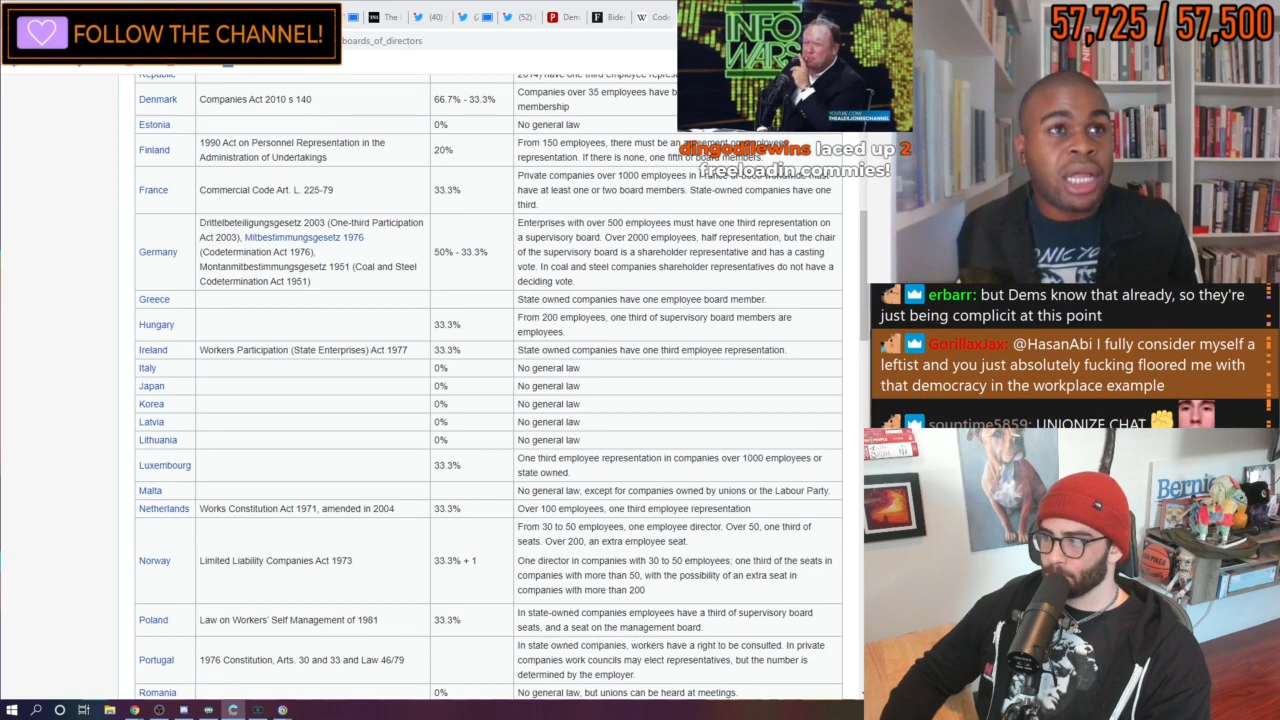 FOLLOW THE CHANNEL!
The
(40)
(52)
Dem
Bide
Code
boards_of_directors
INFO
WARS
YOUTUBE.COM/
THEALEXJONESCHANNEL
57,725 / 57,500
dingodilewins laced up 2
freeloadin commies!
Republic
2014) have one third employee
Denmark
Companies Act 2010 s 140
66.7% - 33.3%
Companies over 35 employees have
membership
Estonia
0%
No general law
Finland
1990 Act on Personnel Representation in the
Administration of Undertakings
20%
From 150 employees, there must be an
representation. If there is none, one fifth of board members.
France
Commercial Code Art. L. 225-79
33.3%
Private companies over 1000 employees in
have at least one or two board members. State-owned companies have one
third.
Germany
Drittelbeteiligungsgesetz 2003 (One-third Participation
Act 2003), Mitbestimmungsgesetz 1976
(Codetermination Act 1976),
Montanmitbestimmungsgesetz 1951 (Coal and Steel
Codetermination Act 1951)
50% - 33.3%
Enterprises with over 500 employees must have one third representation on
a supervisory board. Over 2000 employees, half representation, but the chair
of the supervisory board is a shareholder representative and has a casting
vote. In coal and steel companies shareholder representatives do not have a
deciding vote.
Greece
State owned companies have one employee board member.
Hungary
33.3%
From 200 employees, one third of supervisory board members are
employees.
Ireland
Workers Participation (State Enterprises) Act 1977
33.3%
State owned companies have one third employee representation.
Italy
0%
No general law
Japan
0%
No general law
Korea
0%
No general law
Latvia
0%
No general law
Lithuania
0%
No general law
Luxembourg
33.3%
One third employee representation in companies over 1000 employees or
state owned.
Malta
No general law, except for companies owned by unions or the Labour Party.
Netherlands
Works Constitution Act 1971, amended in 2004
33.3%
Over 100 employees, one third employee representation
Norway
Limited Liability Companies Act 1973
33.3% + 1
From 30 to 50 employees, one employee director. Over 50, one third of
seats. Over 200, an extra employee seat.
One director in companies with 30 to 50 employees; one third of the seats in
companies with more than 50, with the possibility of an extra seat in
companies with more than 200
Poland
Law on Workers' Self Management of 1981
33.3%
In state-owned companies employees have a third of supervisory board
seats, and a seat on the management board.
Portugal
1976 Constitution, Arts. 30 and 33 and Law 46/79
In state owned companies, workers have a right to be consulted. In private
companies work councils may elect representatives, but the number is
determined by the employer.
Romania
0%
No general law, but unions can be heard at meetings.
erbarr: but Dems know that already, so they're
just being complicit at this point
GorillaxJax: @HasanAbi I fully consider myself a
leftist and you just absolutely fucking floored me with
that democracy in the workplace example
souptime5859: UNIONIZE CHAT
Bernie